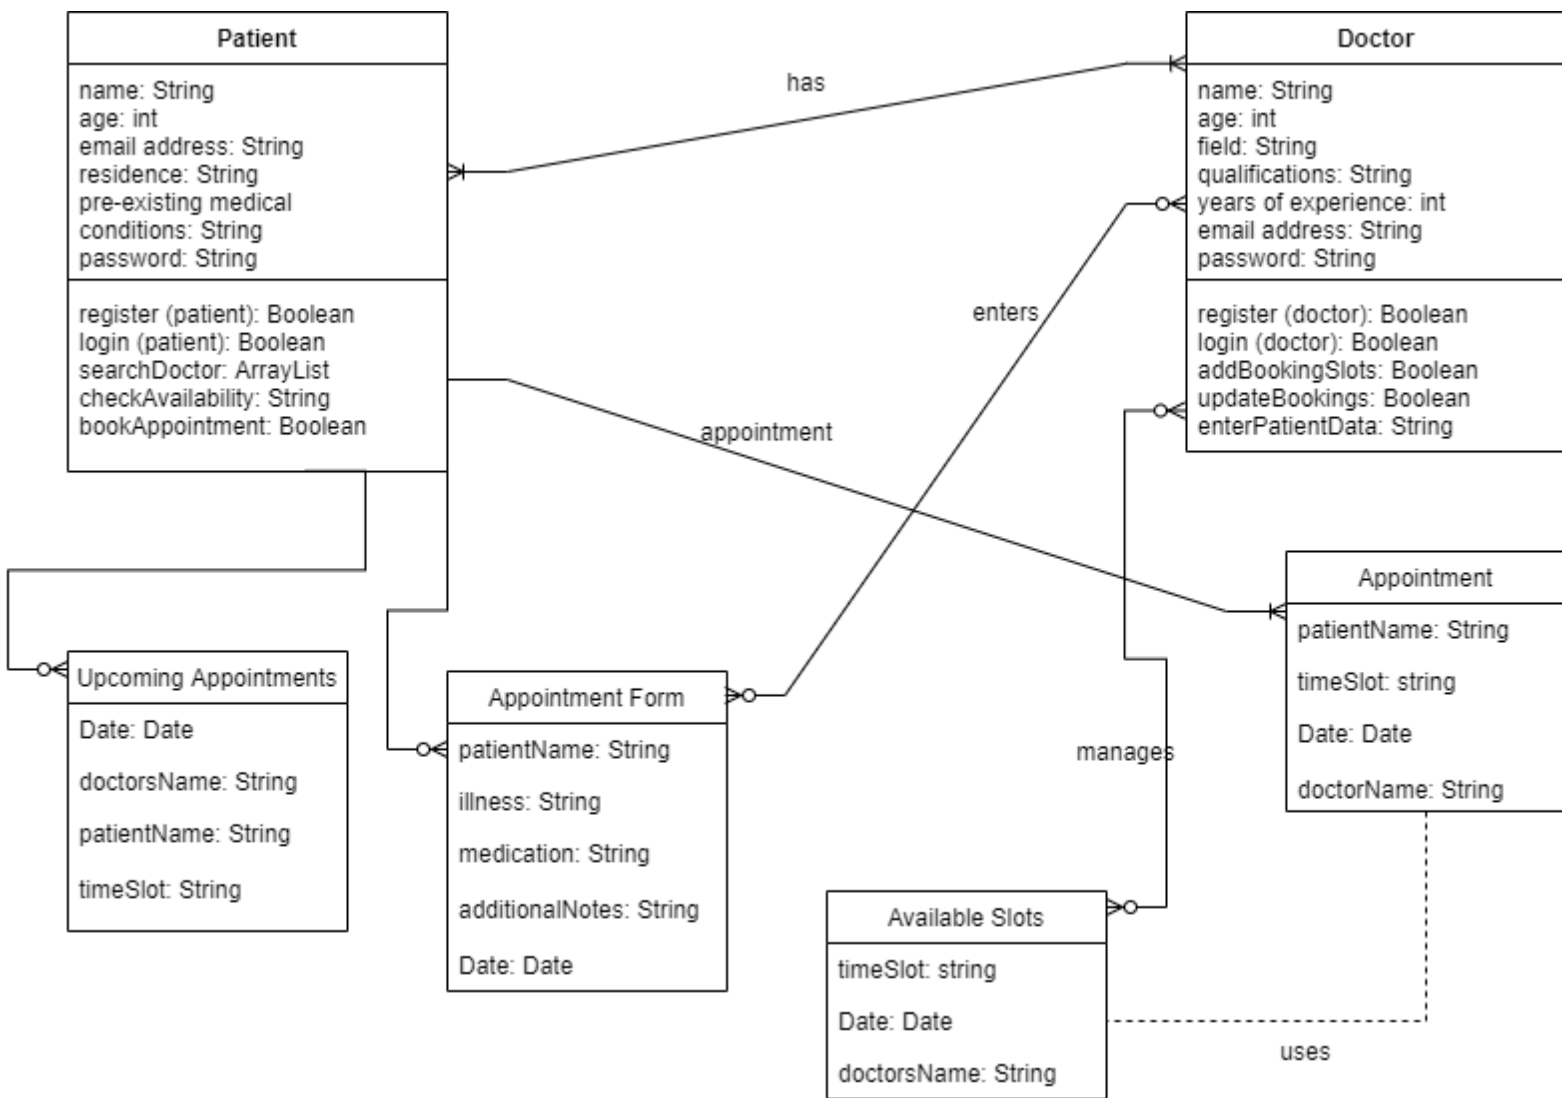 Patient
name: String
age: int
email address: String
residence: String
pre-existing medical
conditions: String
password: String
register (patient): Boolean
login (patient): Boolean
searchDoctor: ArrayList
checkAvailability: String
bookAppointment: Boolean
has
Doctor
name: String
age: int
field: String
qualifications: String
years of experience: int
email address: String
password: String
register (doctor): Boolean
login (doctor): Boolean
addBookingSlots: Boolean
updateBookings: Boolean
enterPatientData: String
enters
appointment
Upcoming Appointments
Date: Date
doctorsName: String
patientName: String
timeSlot: String
Appointment Form
patientName: String
illness: String
medication: String
additionalNotes: String
Date: Date
manages
Appointment
patientName: String
timeSlot: string
Date: Date
doctorName: String
Available Slots
timeSlot: string
Date: Date
doctorsName: String
uses